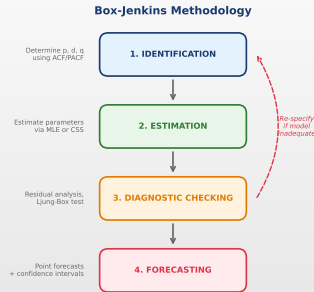 Box-Jenkins Methodology
Determine p, d, q
using ACF/PACF
1. IDENTIFICATION
Estimate parameters
via MLE or CSS
2. ESTIMATION
Re-specify
if model
inadequate
Residual analysis,
Ljung-Box test
3. DIAGNOSTIC CHECKING
Point forecasts
+ confidence intervals
4. FORECASTING